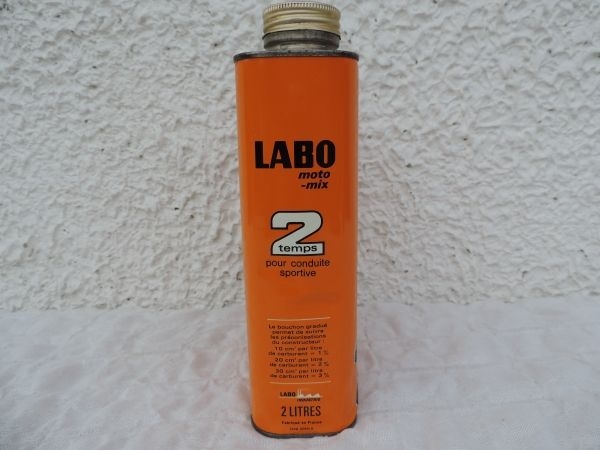 LABO
moto
-mix
2
temps
pour conduite
sportive
Le bouchon gradué
permet de suivre
les préconisations
du constructeur :
10 cm³ par litre
de carburant = 1 %
20 cm³ par litre
de carburant = 2 %
30 cm³ par litre
de carburant = 3 %
LABO
2 LITRES
Fabriqué en France